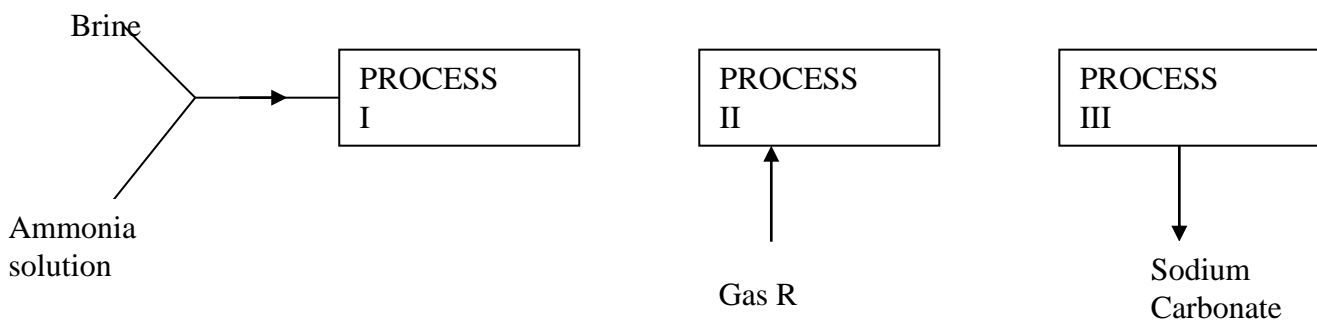 Brine
PROCESS
I
PROCESS
II
PROCESS
III
Ammonia
solution
Gas R
Sodium
Carbonate